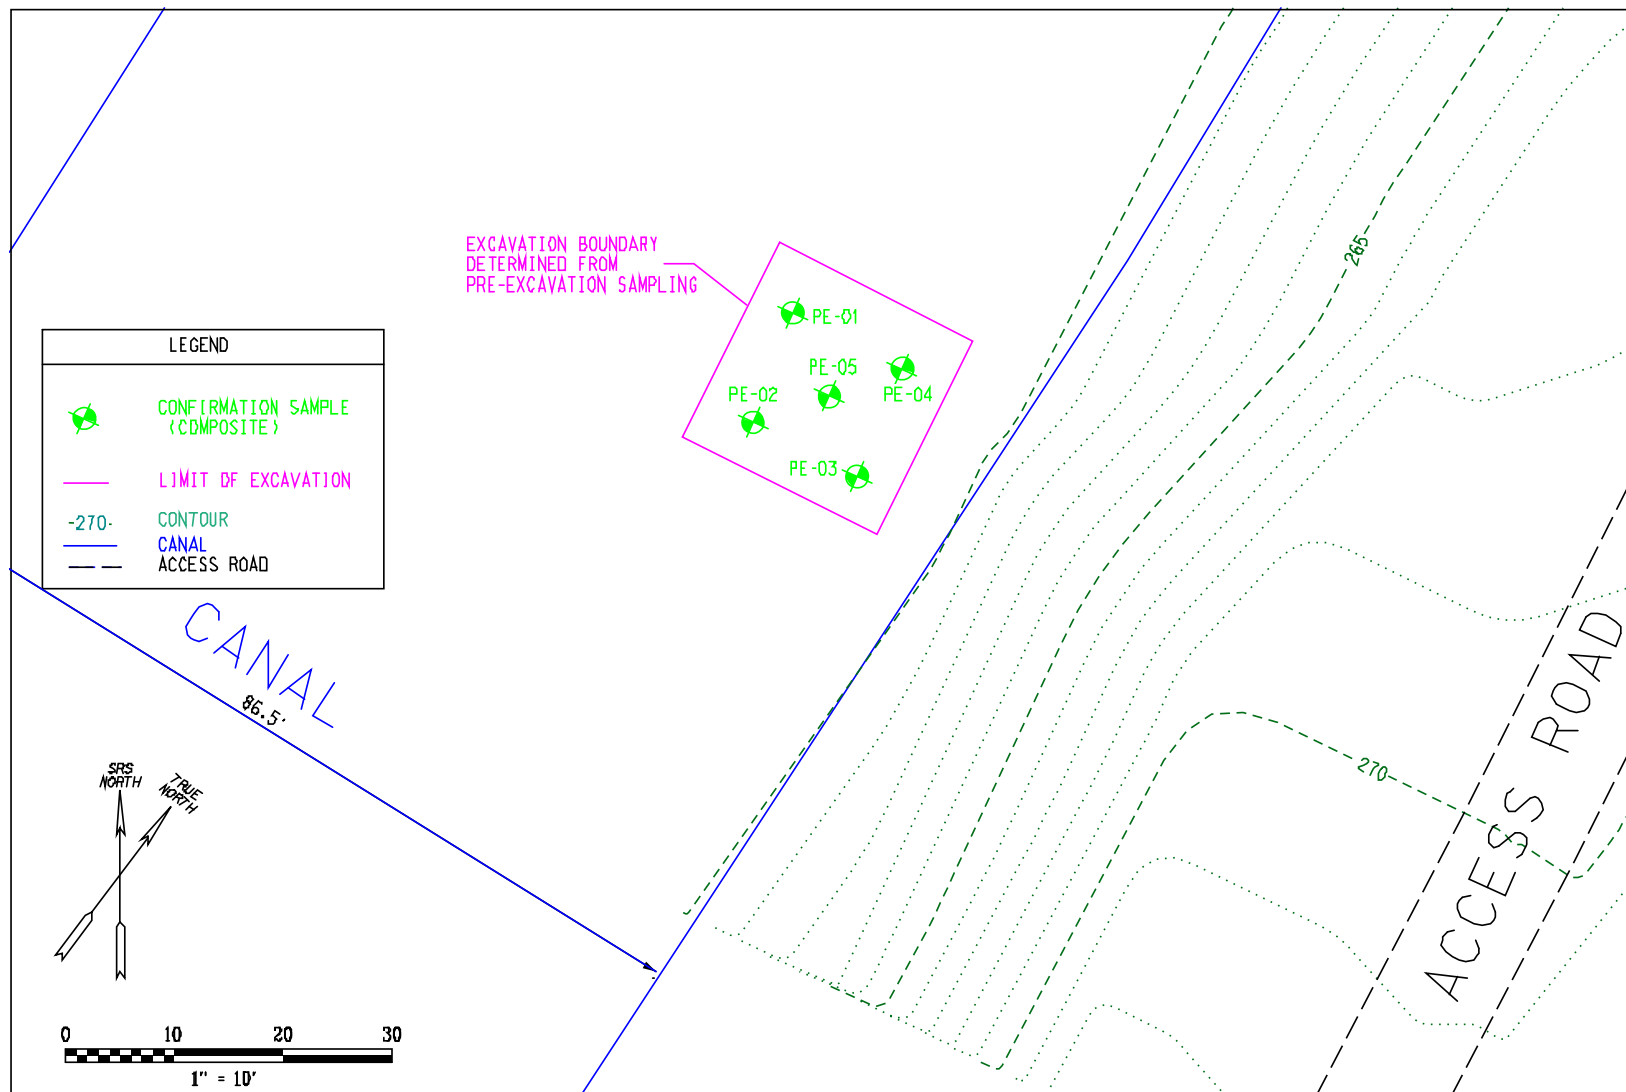 EXCAVATION BOUNDARY
DETERMINED FROM
PRE-EXCAVATION SAMPLING
PE-01
PE-05
PE-04
PE-02
PE-03
265
LEGEND
CONFIRMATION SAMPLE
(COMPOSITE)
LIMIT OF EXCAVATION
-270-
CONTOUR
CANAL
ACCESS ROAD
CANAL
86.5'
SRS
NORTH
TRUE
NORTH
270
ACCESS ROAD
0 10 20 30
1" = 10'